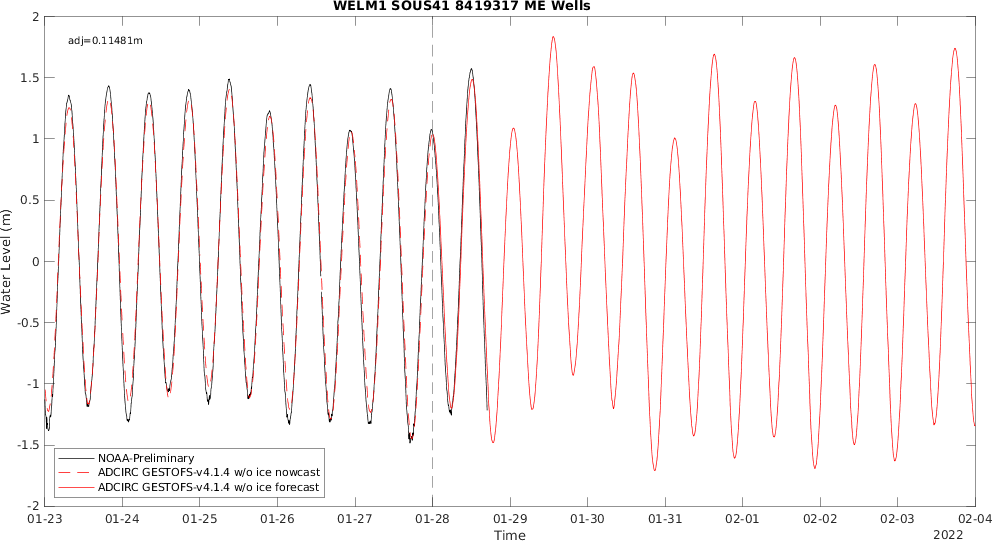 WELM1 SOUS41 8419317 ME Wells
adj=0.11481m
2
1.5
1
0.5
0
-0.5
-1
-1.5
-2
Water Level (m)
NOAA-Preliminary
ADCIRC GESTOFS-v4.1.4 w/o ice nowcast
ADCIRC GESTOFS-v4.1.4 w/o ice forecast
01-23 01-24 01-25 01-26 01-27 01-28 01-29 01-30 01-31 02-01 02-02 02-03 02-04
Time
2022